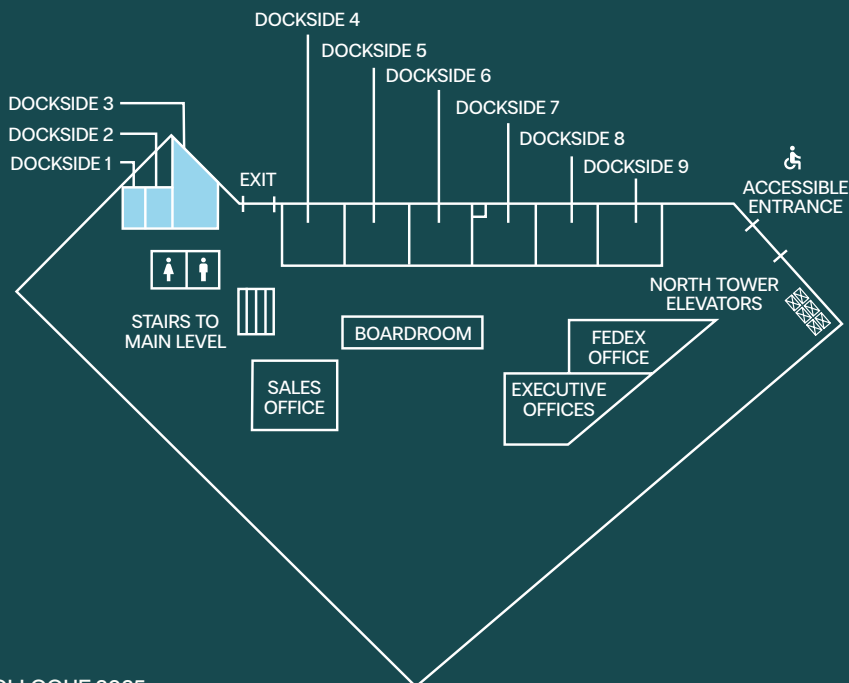 DOCKSIDE 4
DOCKSIDE 5
DOCKSIDE 6
DOCKSIDE 7
DOCKSIDE 8
DOCKSIDE 9
DOCKSIDE 3
DOCKSIDE 2
DOCKSIDE 1
EXIT
ACCESSIBLE
ENTRANCE
NORTH TOWER
ELEVATORS
STAIRS TO
MAIN LEVEL
BOARDROOM
FEDEX
OFFICE
SALES
OFFICE
EXECUTIVE
OFFICES